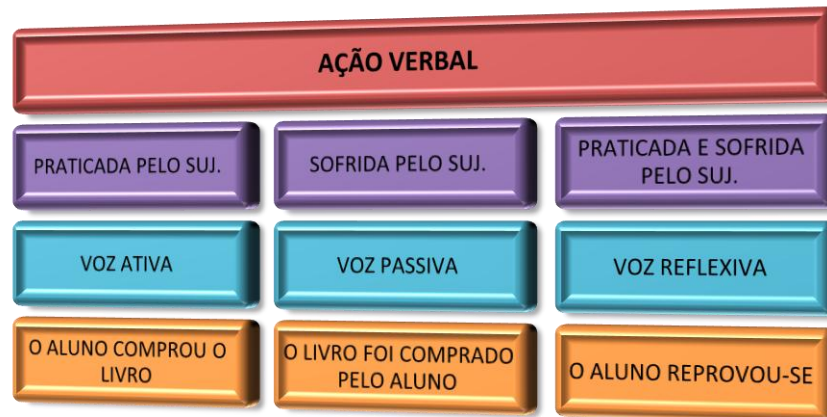 AÇÃO VERBAL
PRATICADA PELO SUJ.
SOFRIDA PELO SUJ.
PRATICADA E SOFRIDA
PELO SUJ.
VOZ ATIVA
VOZ PASSIVA
VOZ REFLEXIVA
O ALUNO COMPROU O
LIVRO
O LIVRO FOI COMPRADO
PELO ALUNO
O ALUNO REPROVOU-SE